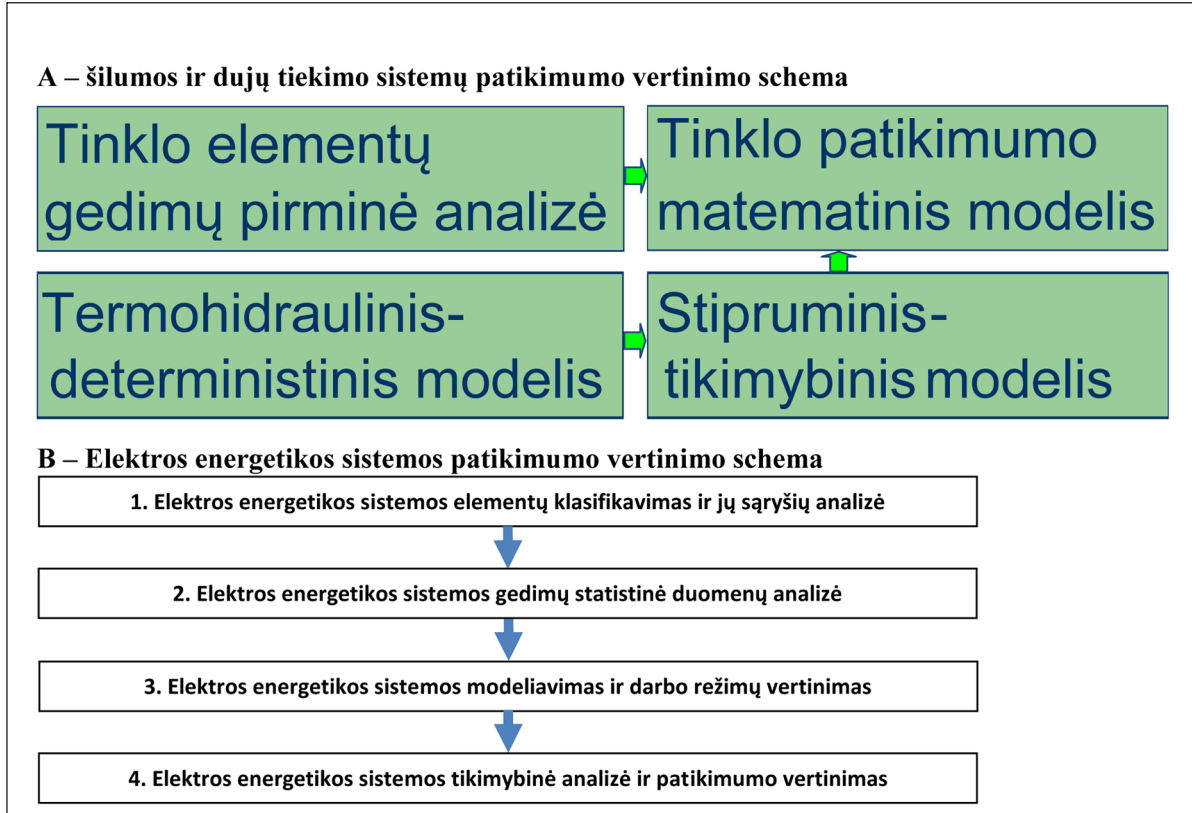 A – šilumos ir dujų tiekimo sistemų patikimumo vertinimo schema
Tinklo elementų
gedimų pirminė analizė
Tinklo patikimumo
matematinis modelis
Termohidraulinis-
deterministinis modelis
Stipruminis-
tikimybinis modelis
B – Elektros energetikos sistemos patikimumo vertinimo schema
1. Elektros energetikos sistemos elementų klasifikavimas ir jų sąryšių analizė
2. Elektros energetikos sistemos gedimų statistinė duomenų analizė
3. Elektros energetikos sistemos modeliavimas ir darbo režimų vertinimas
4. Elektros energetikos sistemos tikimybinė analizė ir patikimumo vertinimas